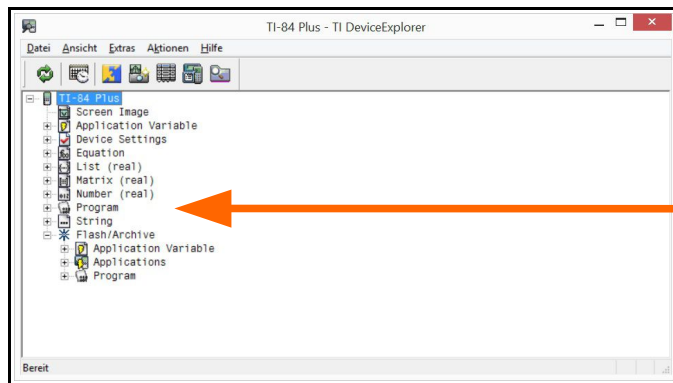 TI-84 Plus - TI DeviceExplorer
Datei Ansicht Extras Aktionen Hilfe
TI-84 Plus
Screen Image
Application Variable
Device Settings
Equation
List (real)
Matrix (real)
Number (real)
Program
String
Flash/Archive
Application Variable
Applications
Program
Bereit